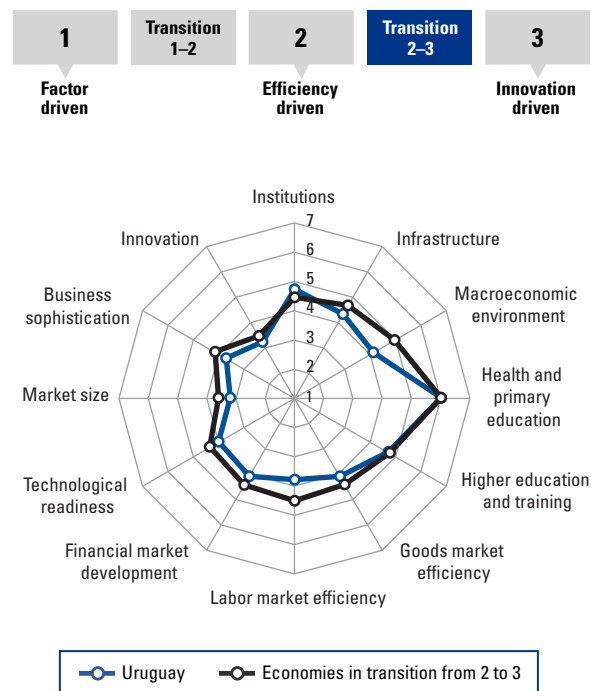 1
Transition
1–2
2
Transition
2–3
3
Factor
driven
Efficiency
driven
Innovation
driven
Institutions
7
Innovation
Infrastructure
6
Business
sophistication
5
Macroeconomic
environment
4
3
2
Market size
1
Health and
primary
education
Technological
readiness
Higher education
and training
Financial market
development
Goods market
efficiency
Labor market efficiency
Uruguay
Economies in transition from 2 to 3